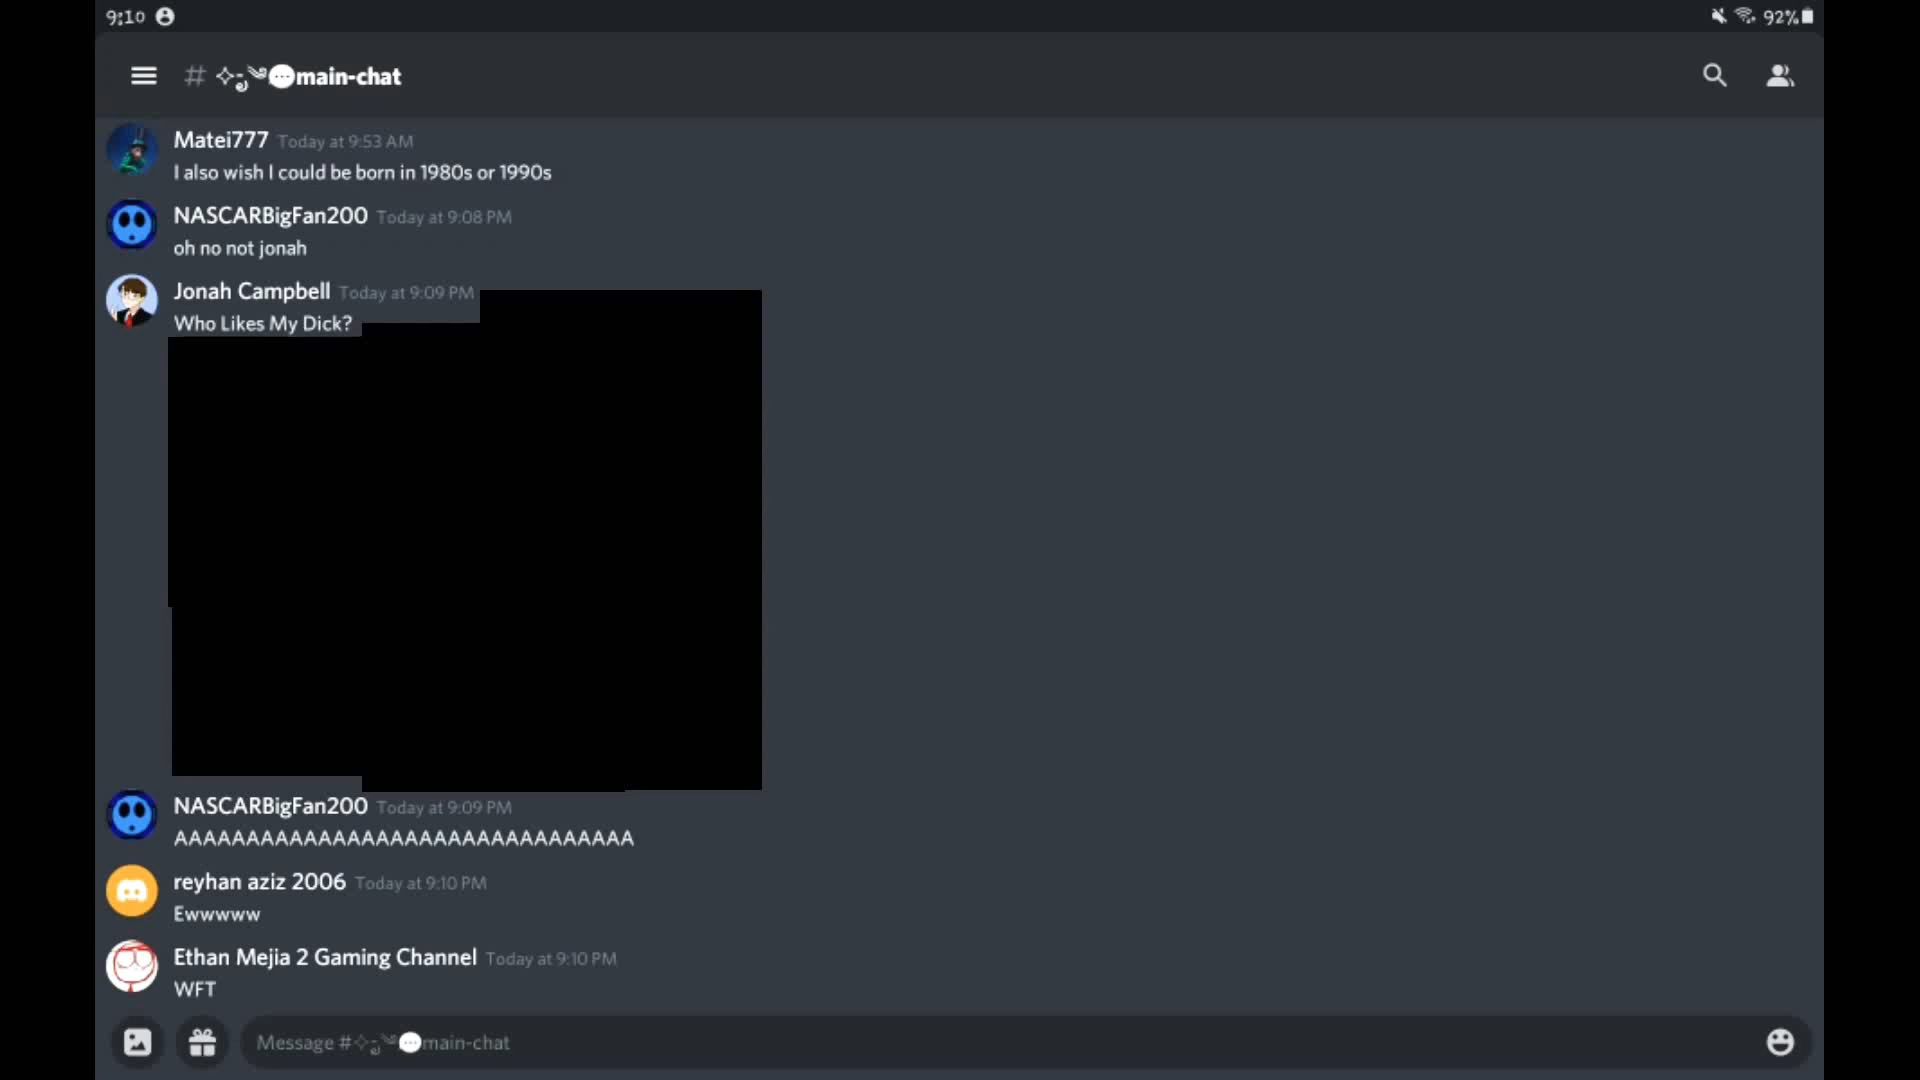 9:10
92%
# main-chat
Matei777 Today at 9:53 AM
I also wish I could be born in 1980s or 1990s
NASCARBigFan200 Today at 9:08 PM
oh no not jonah
Jonah Campbell Today at 9:09 PM
Who Likes My Dick?
NASCARBigFan200 Today at 9:09 PM
AAAAAAAAAAAAAAAAAAAAAAAAAAAAAAAA
reyhan aziz 2006 Today at 9:10 PM
Ewwwww
Ethan Mejia 2 Gaming Channel Today at 9:10 PM
WFT
Message # main-chat